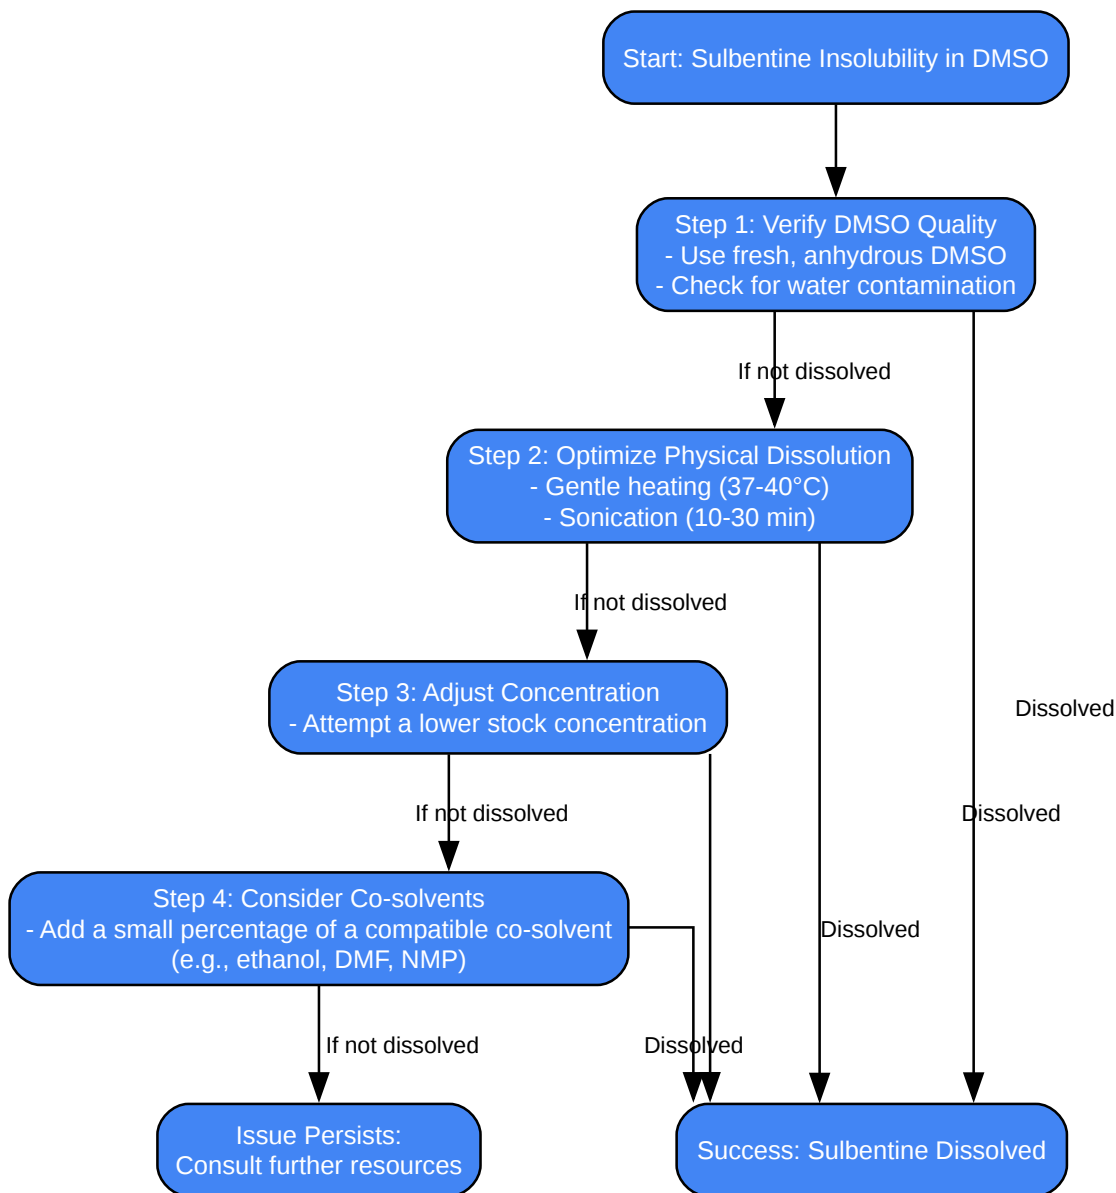 Start: Sulbentine Insolubility in DMSO
Step 1: Verify DMSO Quality
- Use fresh, anhydrous DMSO
- Check for water contamination
If not dissolved
Step 2: Optimize Physical Dissolution
- Gentle heating (37-40°C)
- Sonication (10-30 min)
If not dissolved
Step 3: Adjust Concentration
- Attempt a lower stock concentration
Dissolved
If not dissolved
Dissolved
Step 4: Consider Co-solvents
- Add a small percentage of a compatible co-solvent
(e.g., ethanol, DMF, NMP)
Dissolved
If not dissolved
Dissolved
Issue Persists:
Consult further resources
Success: Sulbentine Dissolved